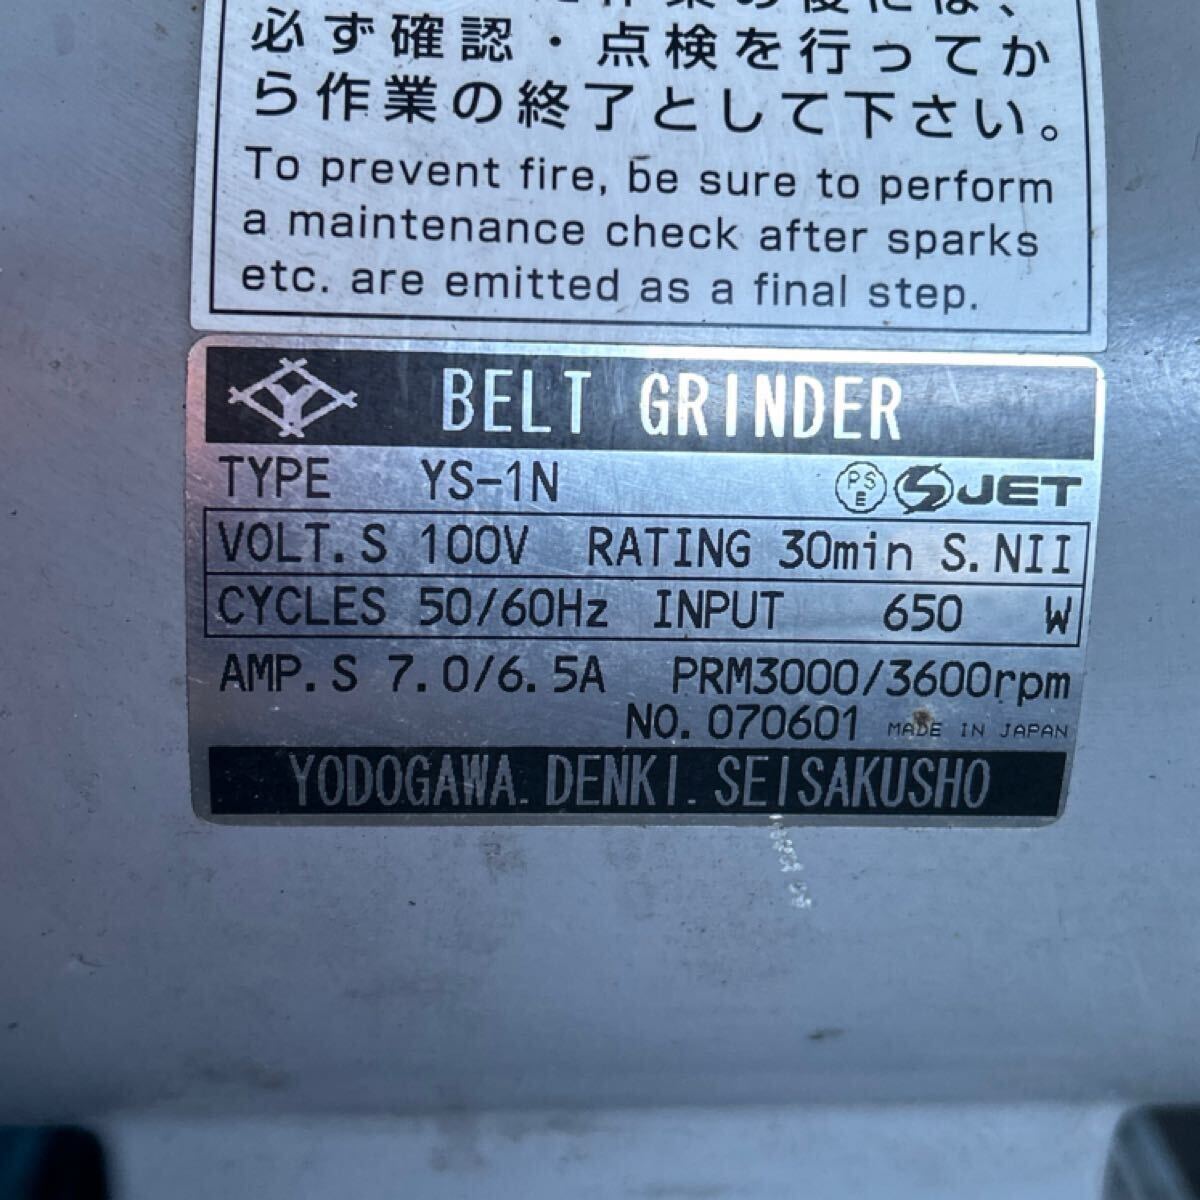 必ず確認・点検を行ってか
ら作業の終了として下さい。
To prevent fire, be sure to perform
a maintenance check after sparks
etc. are emitted as a final step.
BELT GRINDER
TYPE YS-1N PSE JET
VOLT.S 100V RATING 30min S.NII
CYCLES 50/60Hz INPUT 650 W
AMP.S 7.0/6.5A PRM3000/3600rpm
NO. 070601 MADE IN JAPAN
YODOGAWA. DENKI. SEISAKUSHO